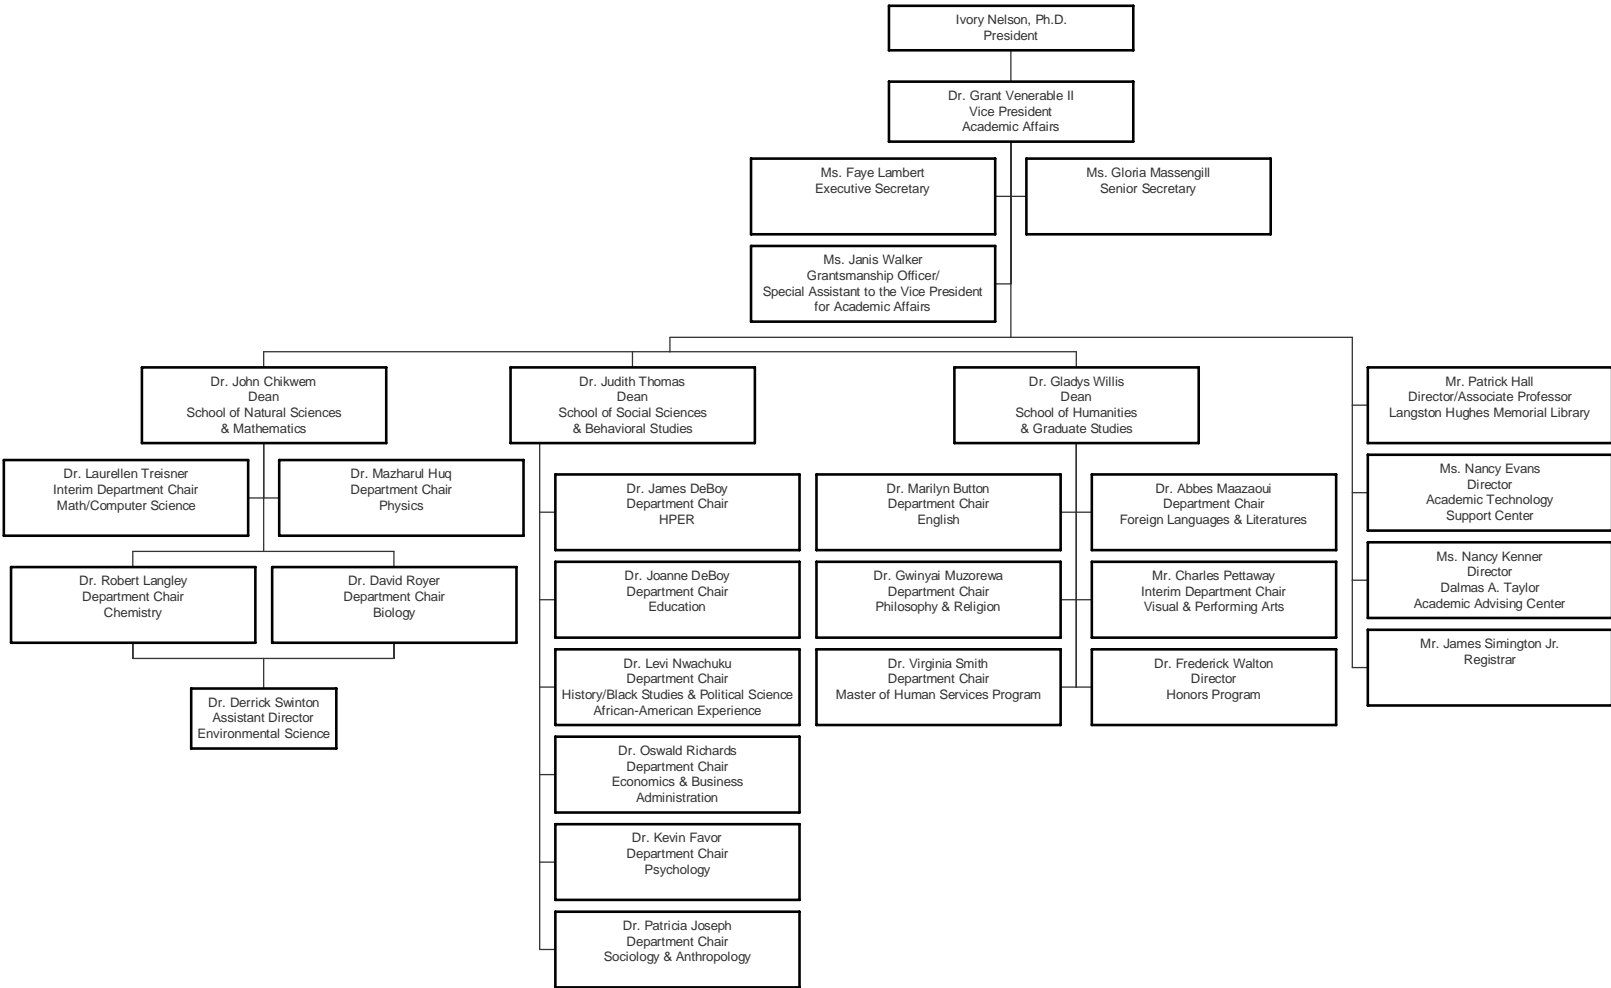 Ivory Nelson, Ph.D.
President
Dr. Grant Venerable II
Vice President
Academic Affairs
Ms. Faye Lambert
Executive Secretary
Ms. Gloria Massengill
Senior Secretary
Ms. Janis Walker
Grantsmanship Officer/
Special Assistant to the Vice President
for Academic Affairs
Dr. John Chikwem
Dean
School of Natural Sciences
& Mathematics
Dr. Laurellen Treisner
Interim Department Chair
Math/Computer Science
Dr. Mazharul Huq
Department Chair
Physics
Dr. Robert Langley
Department Chair
Chemistry
Dr. David Royer
Department Chair
Biology
Dr. Derrick Swinton
Assistant Director
Environmental Science
Dr. Judith Thomas
Dean
School of Social Sciences
& Behavioral Studies
Dr. James DeBoy
Department Chair
HPER
Dr. Joanne DeBoy
Department Chair
Education
Dr. Levi Nwachuku
Department Chair
History/Black Studies & Political Science
African-American Experience
Dr. Oswald Richards
Department Chair
Economics & Business
Administration
Dr. Kevin Favor
Department Chair
Psychology
Dr. Patricia Joseph
Department Chair
Sociology & Anthropology
Dr. Gladys Willis
Dean
School of Humanities
& Graduate Studies
Dr. Marilyn Button
Department Chair
English
Dr. Abbes Maazaoui
Department Chair
Foreign Languages & Literatures
Dr. Gwinyai Muzorewa
Department Chair
Philosophy & Religion
Mr. Charles Pettaway
Interim Department Chair
Visual & Performing Arts
Dr. Virginia Smith
Department Chair
Master of Human Services Program
Dr. Frederick Walton
Director
Honors Program
Mr. Patrick Hall
Director/Associate Professor
Langston Hughes Memorial Library
Ms. Nancy Evans
Director
Academic Technology
Support Center
Ms. Nancy Kenner
Director
Dalmas A. Taylor
Academic Advising Center
Mr. James Simington Jr.
Registrar